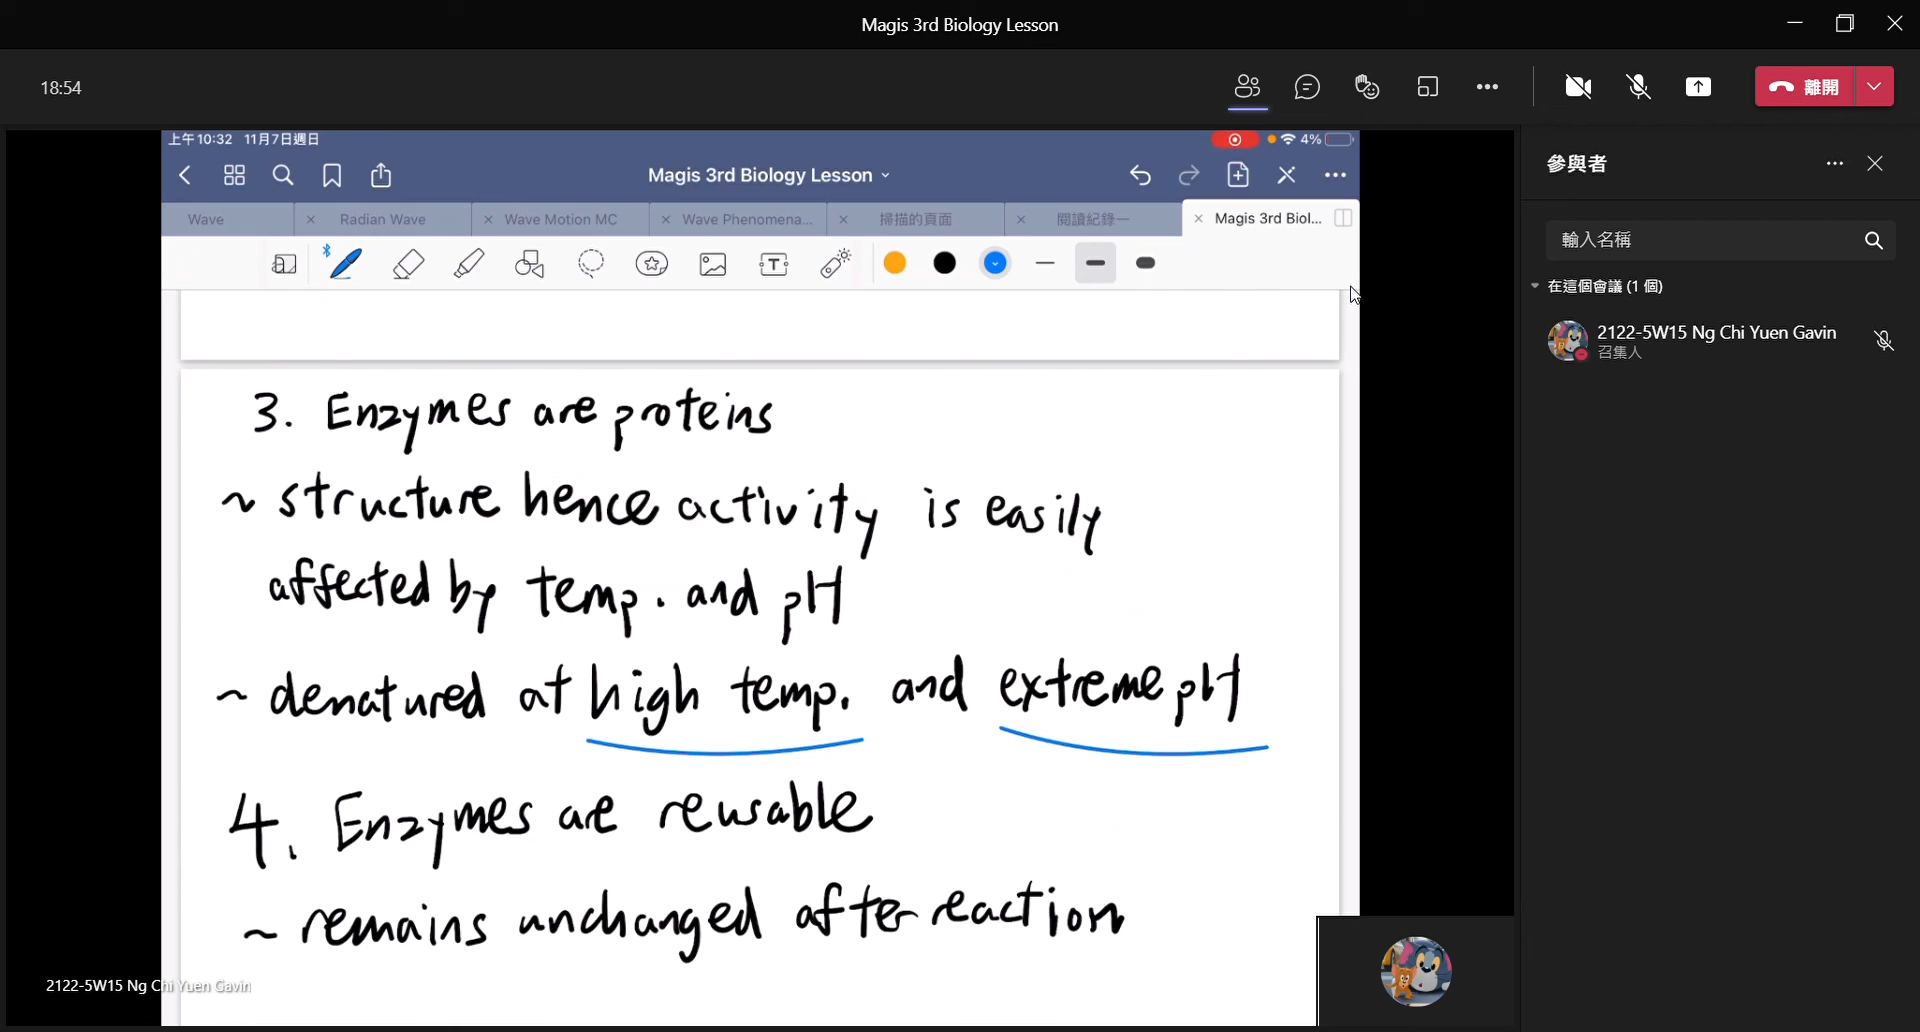 Magis 3rd Biology Lesson
18:54
離開
上午10:32 11月7日週日
4%
Magis 3rd Biology Lesson
Wave
Radian Wave
Wave Motion MC
Wave Phenomena...
掃描的頁面
閱讀紀錄一
Magis 3rd Biol...
3. Enzymes are proteins
~ structure hence activity is easily
affected by temp. and pH
~ denatured at high temp. and extreme pH
4. Enzymes are reusable
~ remains unchanged after reaction
2122-5W15 Ng Chi Yuen Gavin
參與者
輸入名稱
在這個會議 (1 個)
2122-5W15 Ng Chi Yuen Gavin
召集人